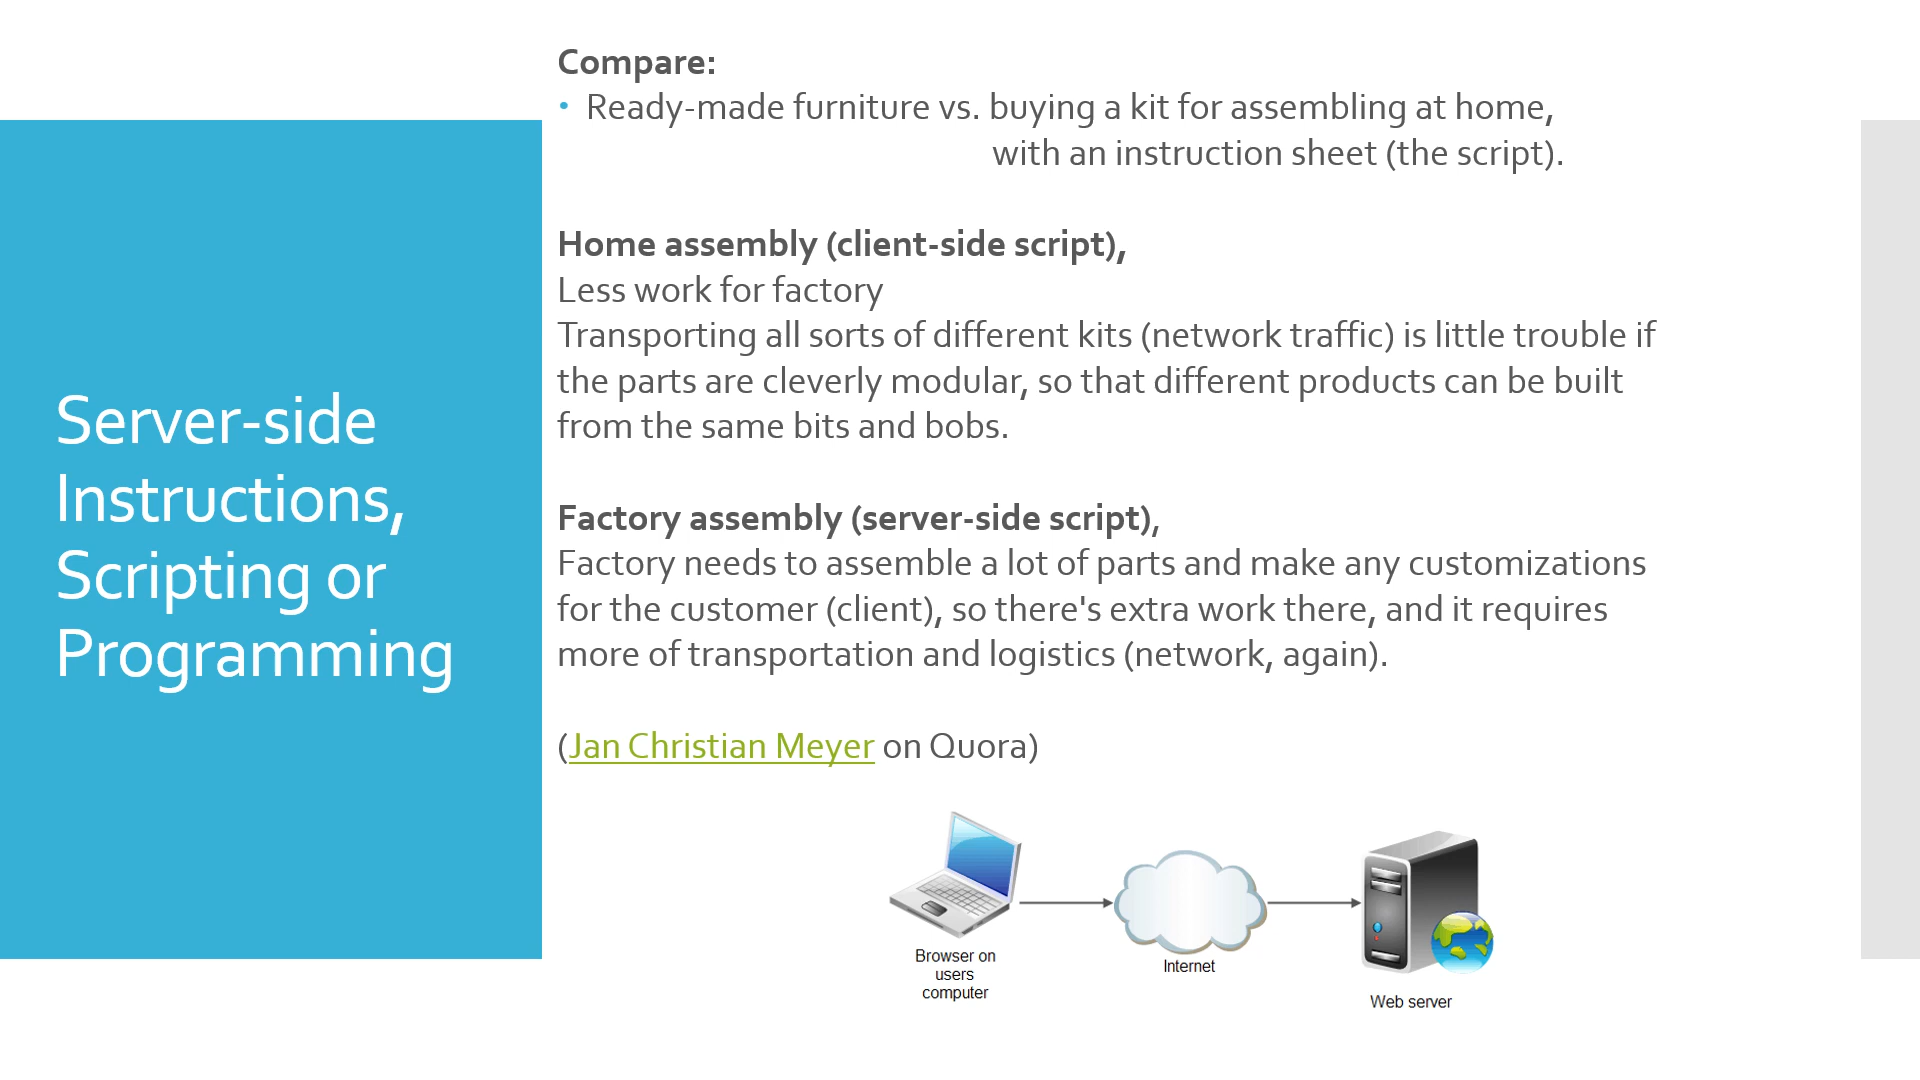 Server-side
Instructions,
Scripting or
Programming
Compare:
• Ready-made furniture vs. buying a kit for assembling at home,
with an instruction sheet (the script).
Home assembly (client-side script),
Less work for factory
Transporting all sorts of different kits (network traffic) is little trouble if
the parts are cleverly modular, so that different products can be built
from the same bits and bobs.
Factory assembly (server-side script),
Factory needs to assemble a lot of parts and make any customizations
for the customer (client), so there's extra work there, and it requires
more of transportation and logistics (network, again).
(Jan Christian Meyer on Quora)
Browser on
users
computer
Internet
Web server